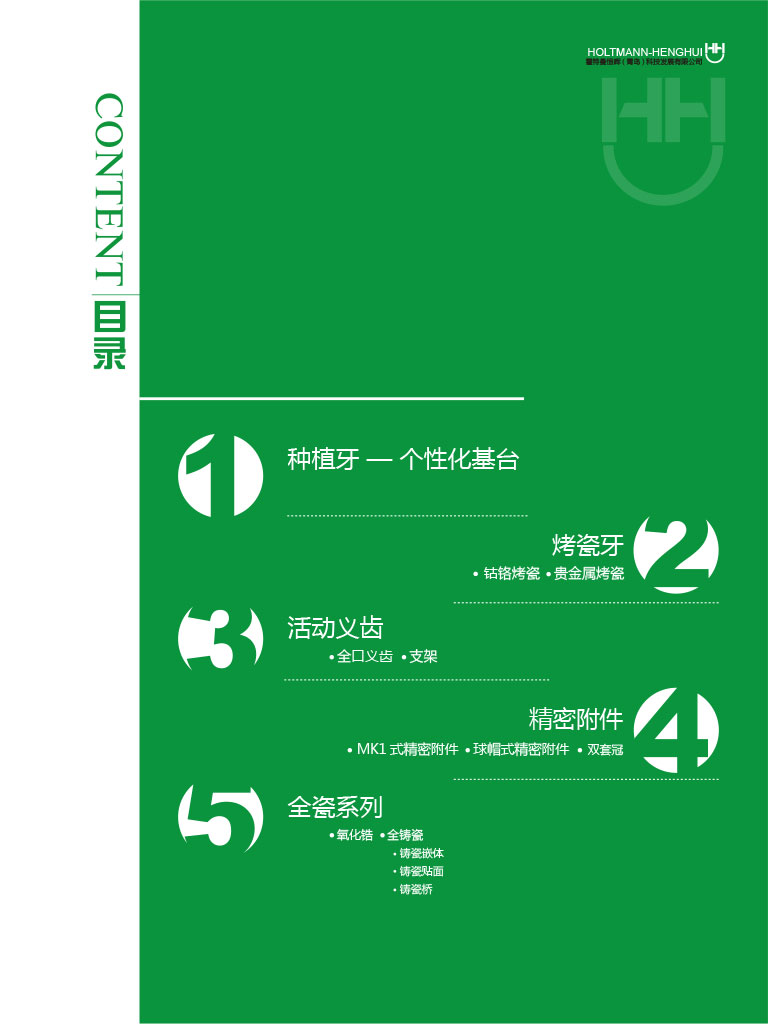 HOLTMANN-HENGHUI
霍特曼恒辉（青岛）科技发展有限公司
CONTENT
目录
1
种植牙 — 个性化基台
2
烤瓷牙
• 钴铬烤瓷 • 贵金属烤瓷
3
活动义齿
• 全口义齿 • 支架
4
精密附件
• MK1 式精密附件 • 球帽式精密附件 • 双套冠
5
全瓷系列
• 氧化锆 • 全铸瓷
• 铸瓷嵌体
• 铸瓷贴面
• 铸瓷桥